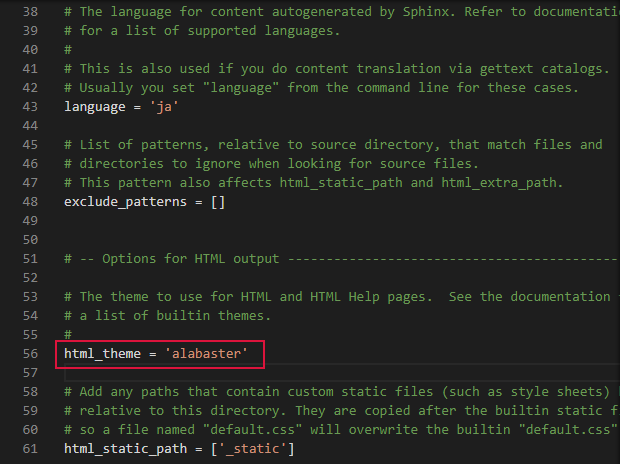 38 # The language for content autogenerated by Sphinx. Refer to documentati
39 # for a list of supported languages.
40 #
41 # This is also used if you do content translation via gettext catalogs.
42 # Usually you set "language" from the command line for these cases.
43 language = 'ja'
44
45 # List of patterns, relative to source directory, that match files and
46 # directories to ignore when looking for source files.
47 # This pattern also affects html_static_path and html_extra_path.
48 exclude_patterns = []
49
50
51 # -- Options for HTML output --------------------------------------------
52
53 # The theme to use for HTML and HTML Help pages.  See the documentation
54 # a list of builtin themes.
55 #
56 html_theme = 'alabaster'
57
58 # Add any paths that contain custom static files (such as style sheets)
59 # relative to this directory. They are copied after the builtin static f
60 # so a file named "default.css" will overwrite the builtin "default.css"
61 html_static_path = ['_static']